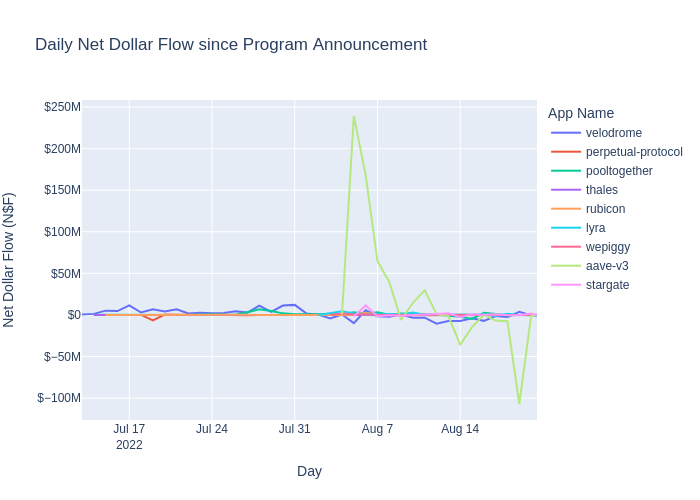 Daily Net Dollar Flow since Program Announcement
Net Dollar Flow (N$F)
$250M
$200M
$150M
$100M
$50M
$0
$−50M
$−100M
Jul 17
2022
Jul 24
Jul 31
Aug 7
Aug 14
Day
App Name
velodrome
perpetual-protocol
pooltogether
thales
rubicon
lyra
wepiggy
aave-v3
stargate